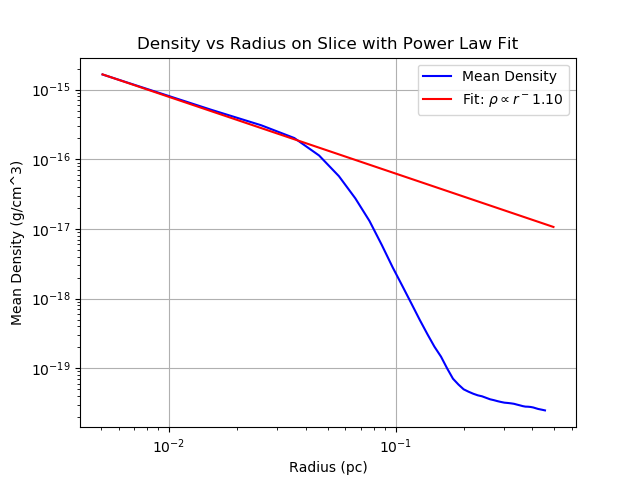 Density vs Radius on Slice with Power Law Fit
Mean Density
Fit: ρ ∝ r⁻1.10
10⁻¹⁵
10⁻¹⁶
10⁻¹⁷
10⁻¹⁸
10⁻¹⁹
Mean Density (g/cm^3)
10⁻² 10⁻¹
Radius (pc)